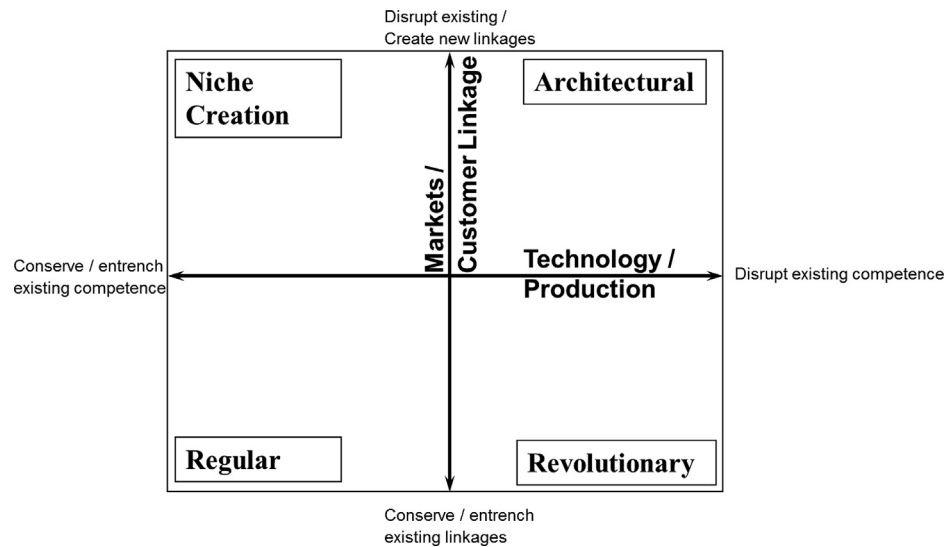 Disrupt existing /
Create new linkages
Niche
Creation
Architectural
Markets /
Customer Linkage
Conserve / entrench
existing competence
Technology /
Production
Disrupt existing competence
Regular
Revolutionary
Conserve / entrench
existing linkages